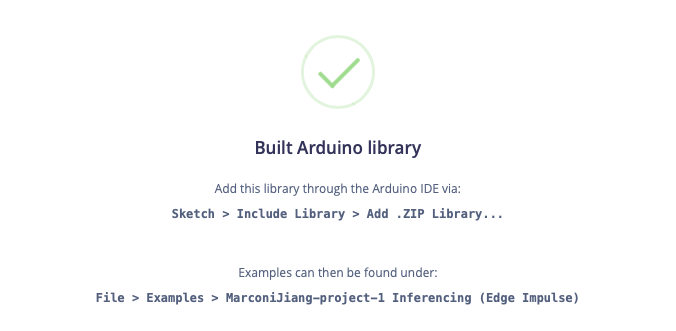 Built Arduino library
Add this library through the Arduino IDE via:
Sketch > Include Library > Add .ZIP Library...
Examples can then be found under:
File > Examples > MarconiJiang-project-1 Inferencing (Edge Impulse)